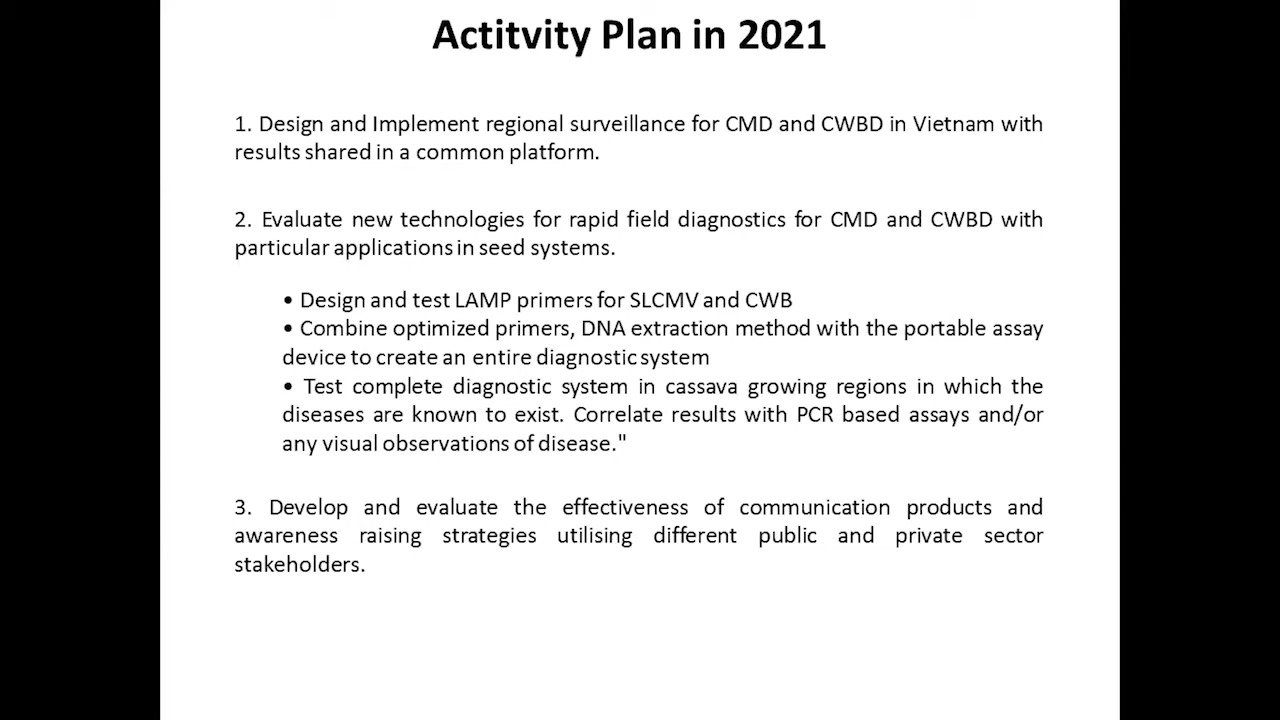 Actitvity Plan in 2021
1. Design and Implement regional surveillance for CMD and CWBD in Vietnam with
results shared in a common platform.
2. Evaluate new technologies for rapid field diagnostics for CMD and CWBD with
particular applications in seed systems.
• Design and test LAMP primers for SLCMV and CWB
• Combine optimized primers, DNA extraction method with the portable assay
device to create an entire diagnostic system
• Test complete diagnostic system in cassava growing regions in which the
diseases are known to exist. Correlate results with PCR based assays and/or
any visual observations of disease."
3. Develop and evaluate the effectiveness of communication products and
awareness raising strategies utilising different public and private sector
stakeholders.